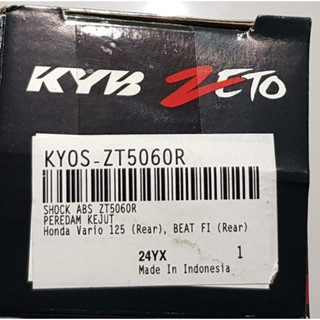 KYB ZETO
KYOS-ZT5060R
SHOCK ABS ZT5060R
PEREDAM KEJUT
Honda Vario 125 (Rear), BEAT FI (Rear)
24YX 1
Made In Indonesia